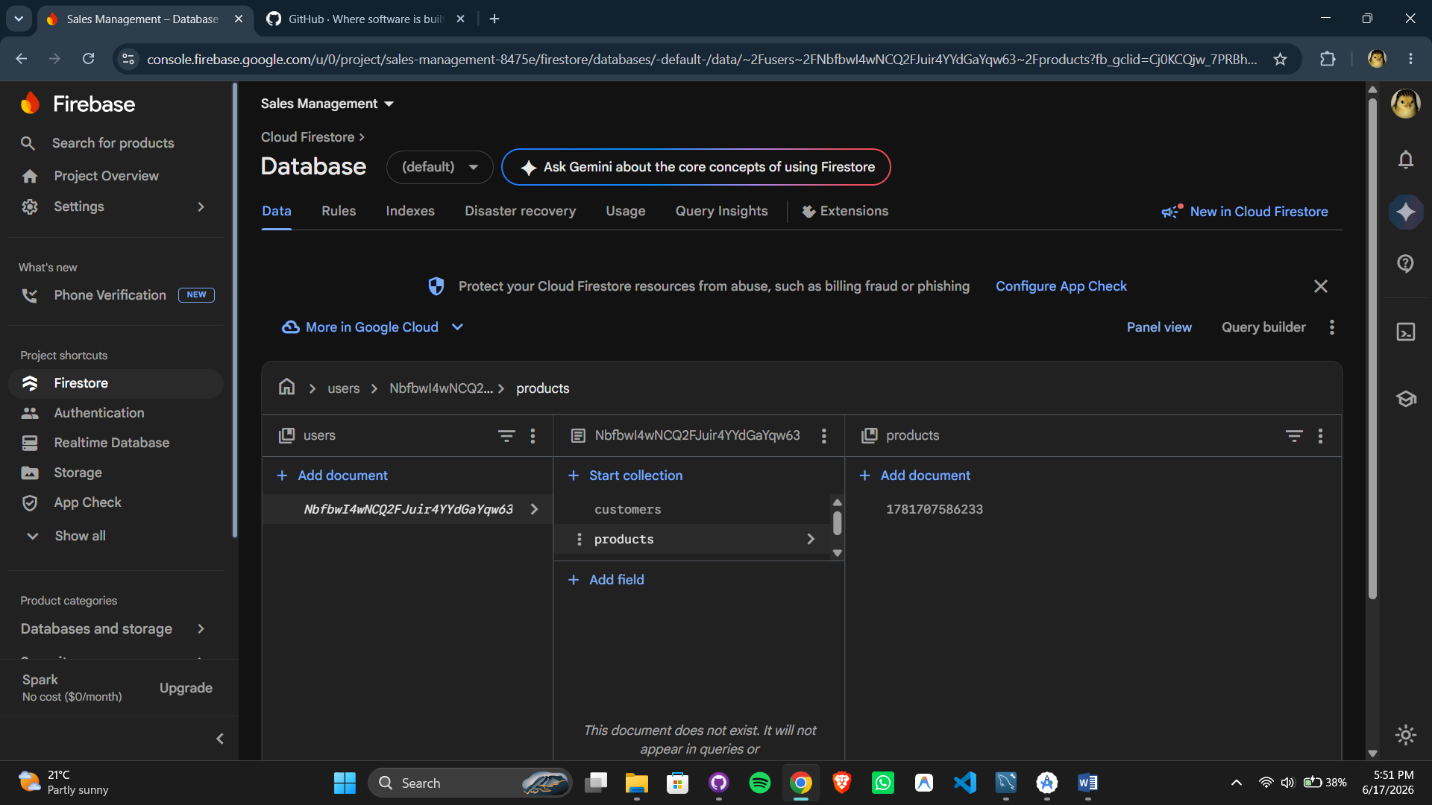 Sales Management – Database
GitHub · Where software is buil
console.firebase.google.com/u/0/project/sales-management-8475e/firestore/databases/-default-/data/~2Fusers~2FNbfbwI4wNCQ2FJuir4YYdGaYqw63~2Fproducts?fb_gclid=Cj0KCQjw_7PRBh...
Firebase
Search for products
Project Overview
Settings
What's new
Phone Verification NEW
Project shortcuts
Firestore
Authentication
Realtime Database
Storage
App Check
Show all
Product categories
Databases and storage
Spark
No cost ($0/month)
Upgrade
Sales Management
Cloud Firestore
Database
(default)
Ask Gemini about the core concepts of using Firestore
Data Rules Indexes Disaster recovery Usage Query Insights Extensions
New in Cloud Firestore
Protect your Cloud Firestore resources from abuse, such as billing fraud or phishing Configure App Check
More in Google Cloud
Panel view Query builder
users NbfbwI4wNCQ2... products
users
Add document
NbfbwI4wNCQ2FJuir4YYdGaYqw63
NbfbwI4wNCQ2FJuir4YYdGaYqw63
Start collection
customers
products
Add field
This document does not exist. It will not
appear in queries or
products
Add document
1781707586233
21°C
Partly sunny
Search
38%
5:51 PM
6/17/2026